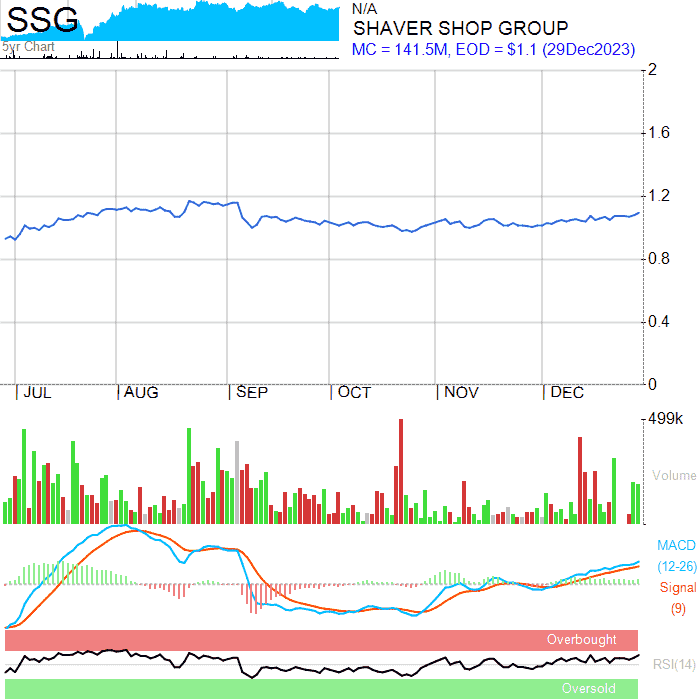 SSG
5yr Chart
N/A
SHAVER SHOP GROUP
MC = 141.5M, EOD = $1.1 (29Dec2023)
2
1.6
1.2
0.8
0.4
0
JUL AUG SEP OCT NOV DEC
499k
Volume
MACD
(12-26)
Signal
(9)
Overbought
RSI(14)
Oversold